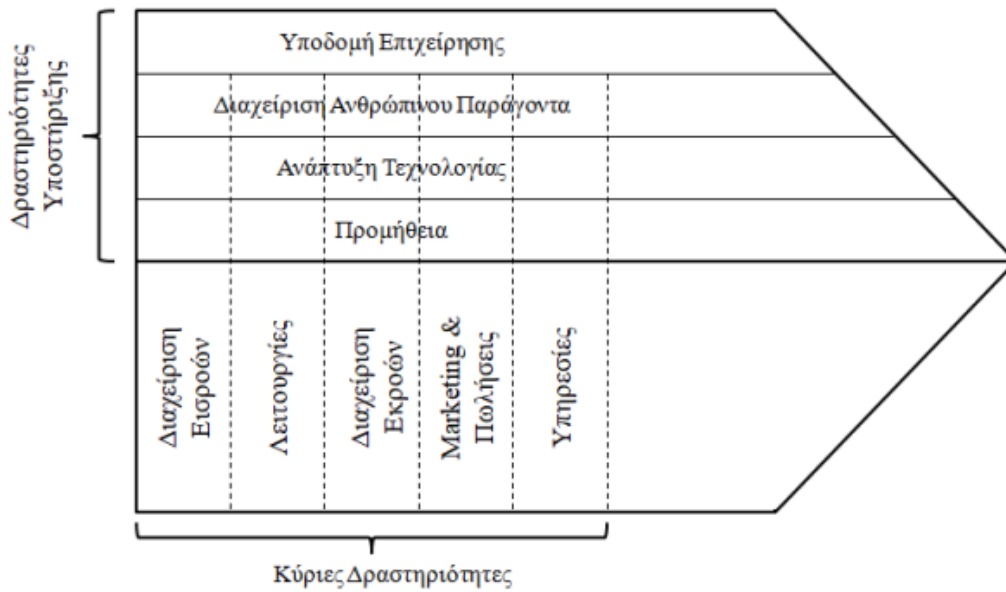 Δραστηριότητες
Υποστήριξης
Υποδομή Επιχείρησης
Διαχείριση Ανθρώπινου Παράγοντα
Ανάπτυξη Τεχνολογίας
Προμήθεια
Διαχείριση
Εισροών
Λειτουργίες
Διαχείριση
Εκροών
Marketing &
Πωλήσεις
Υπηρεσίες
Κύριες Δραστηριότητες